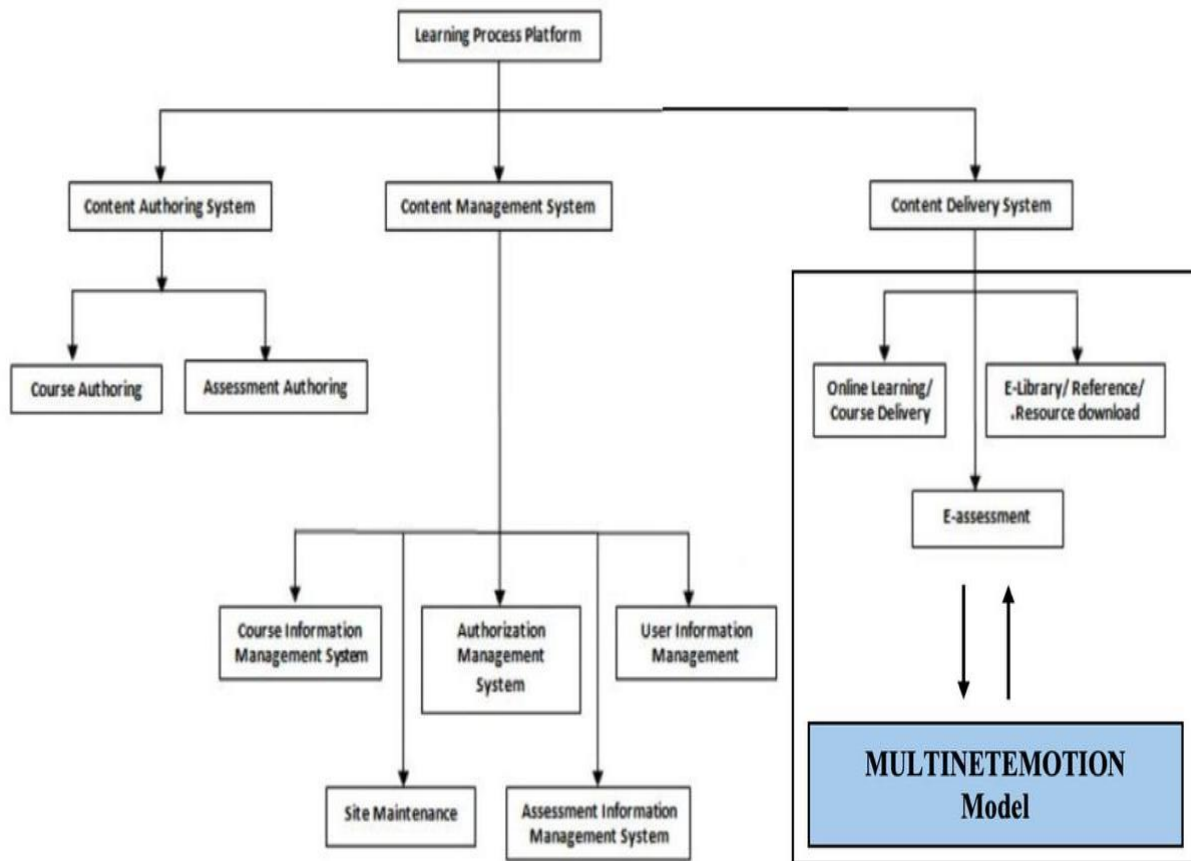 Learning Process Platform
Content Authoring System
Content Management System
Content Delivery System
Course Authoring
Assessment Authoring
Online Learning/
Course Delivery
E-Library/ Reference/
.Resource download
E-assessment
Course Information
Management System
Authorization
Management
System
User Information
Management
Site Maintenance
Assessment Information
Management System
MULTINETEMOTION
Model